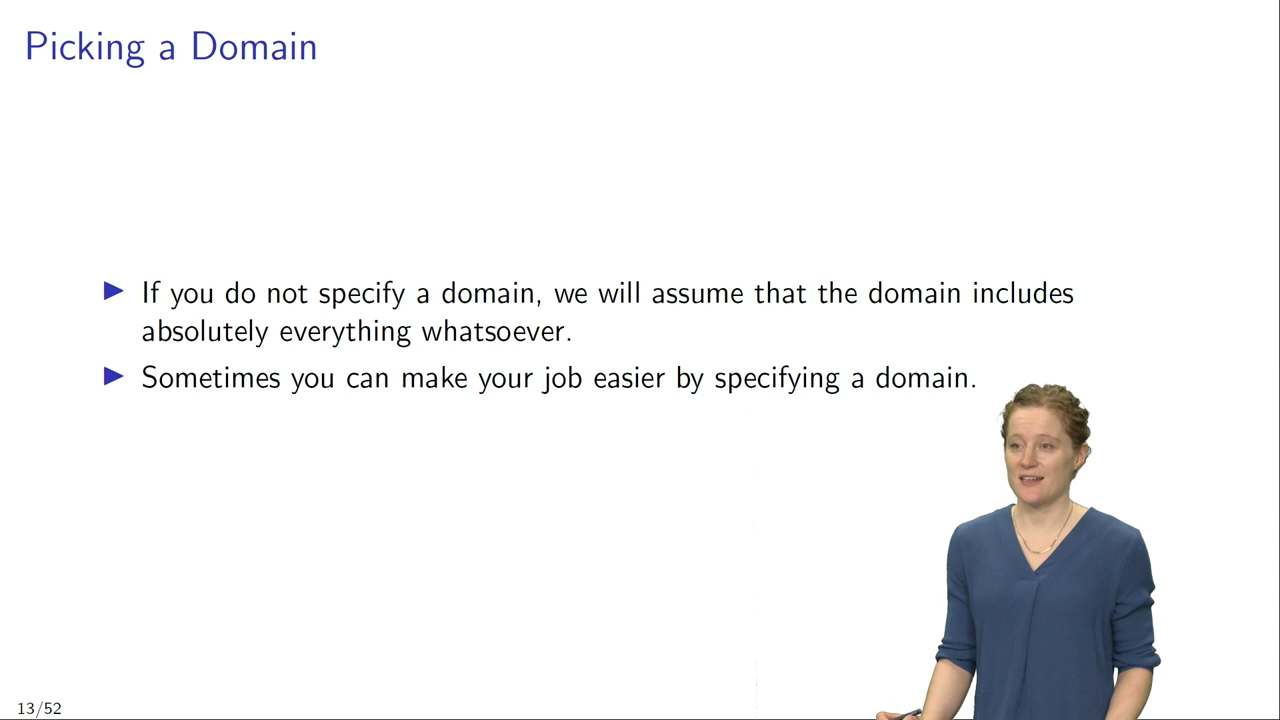 Picking a Domain
If you do not specify a domain, we will assume that the domain includes
absolutely everything whatsoever.
Sometimes you can make your job easier by specifying a domain.
13/52